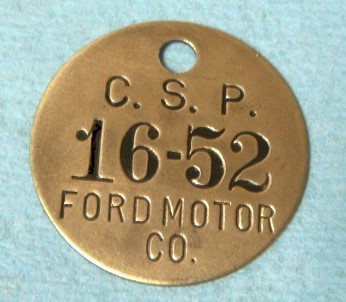 C. S. P.
16-52
FORD MOTOR
CO.